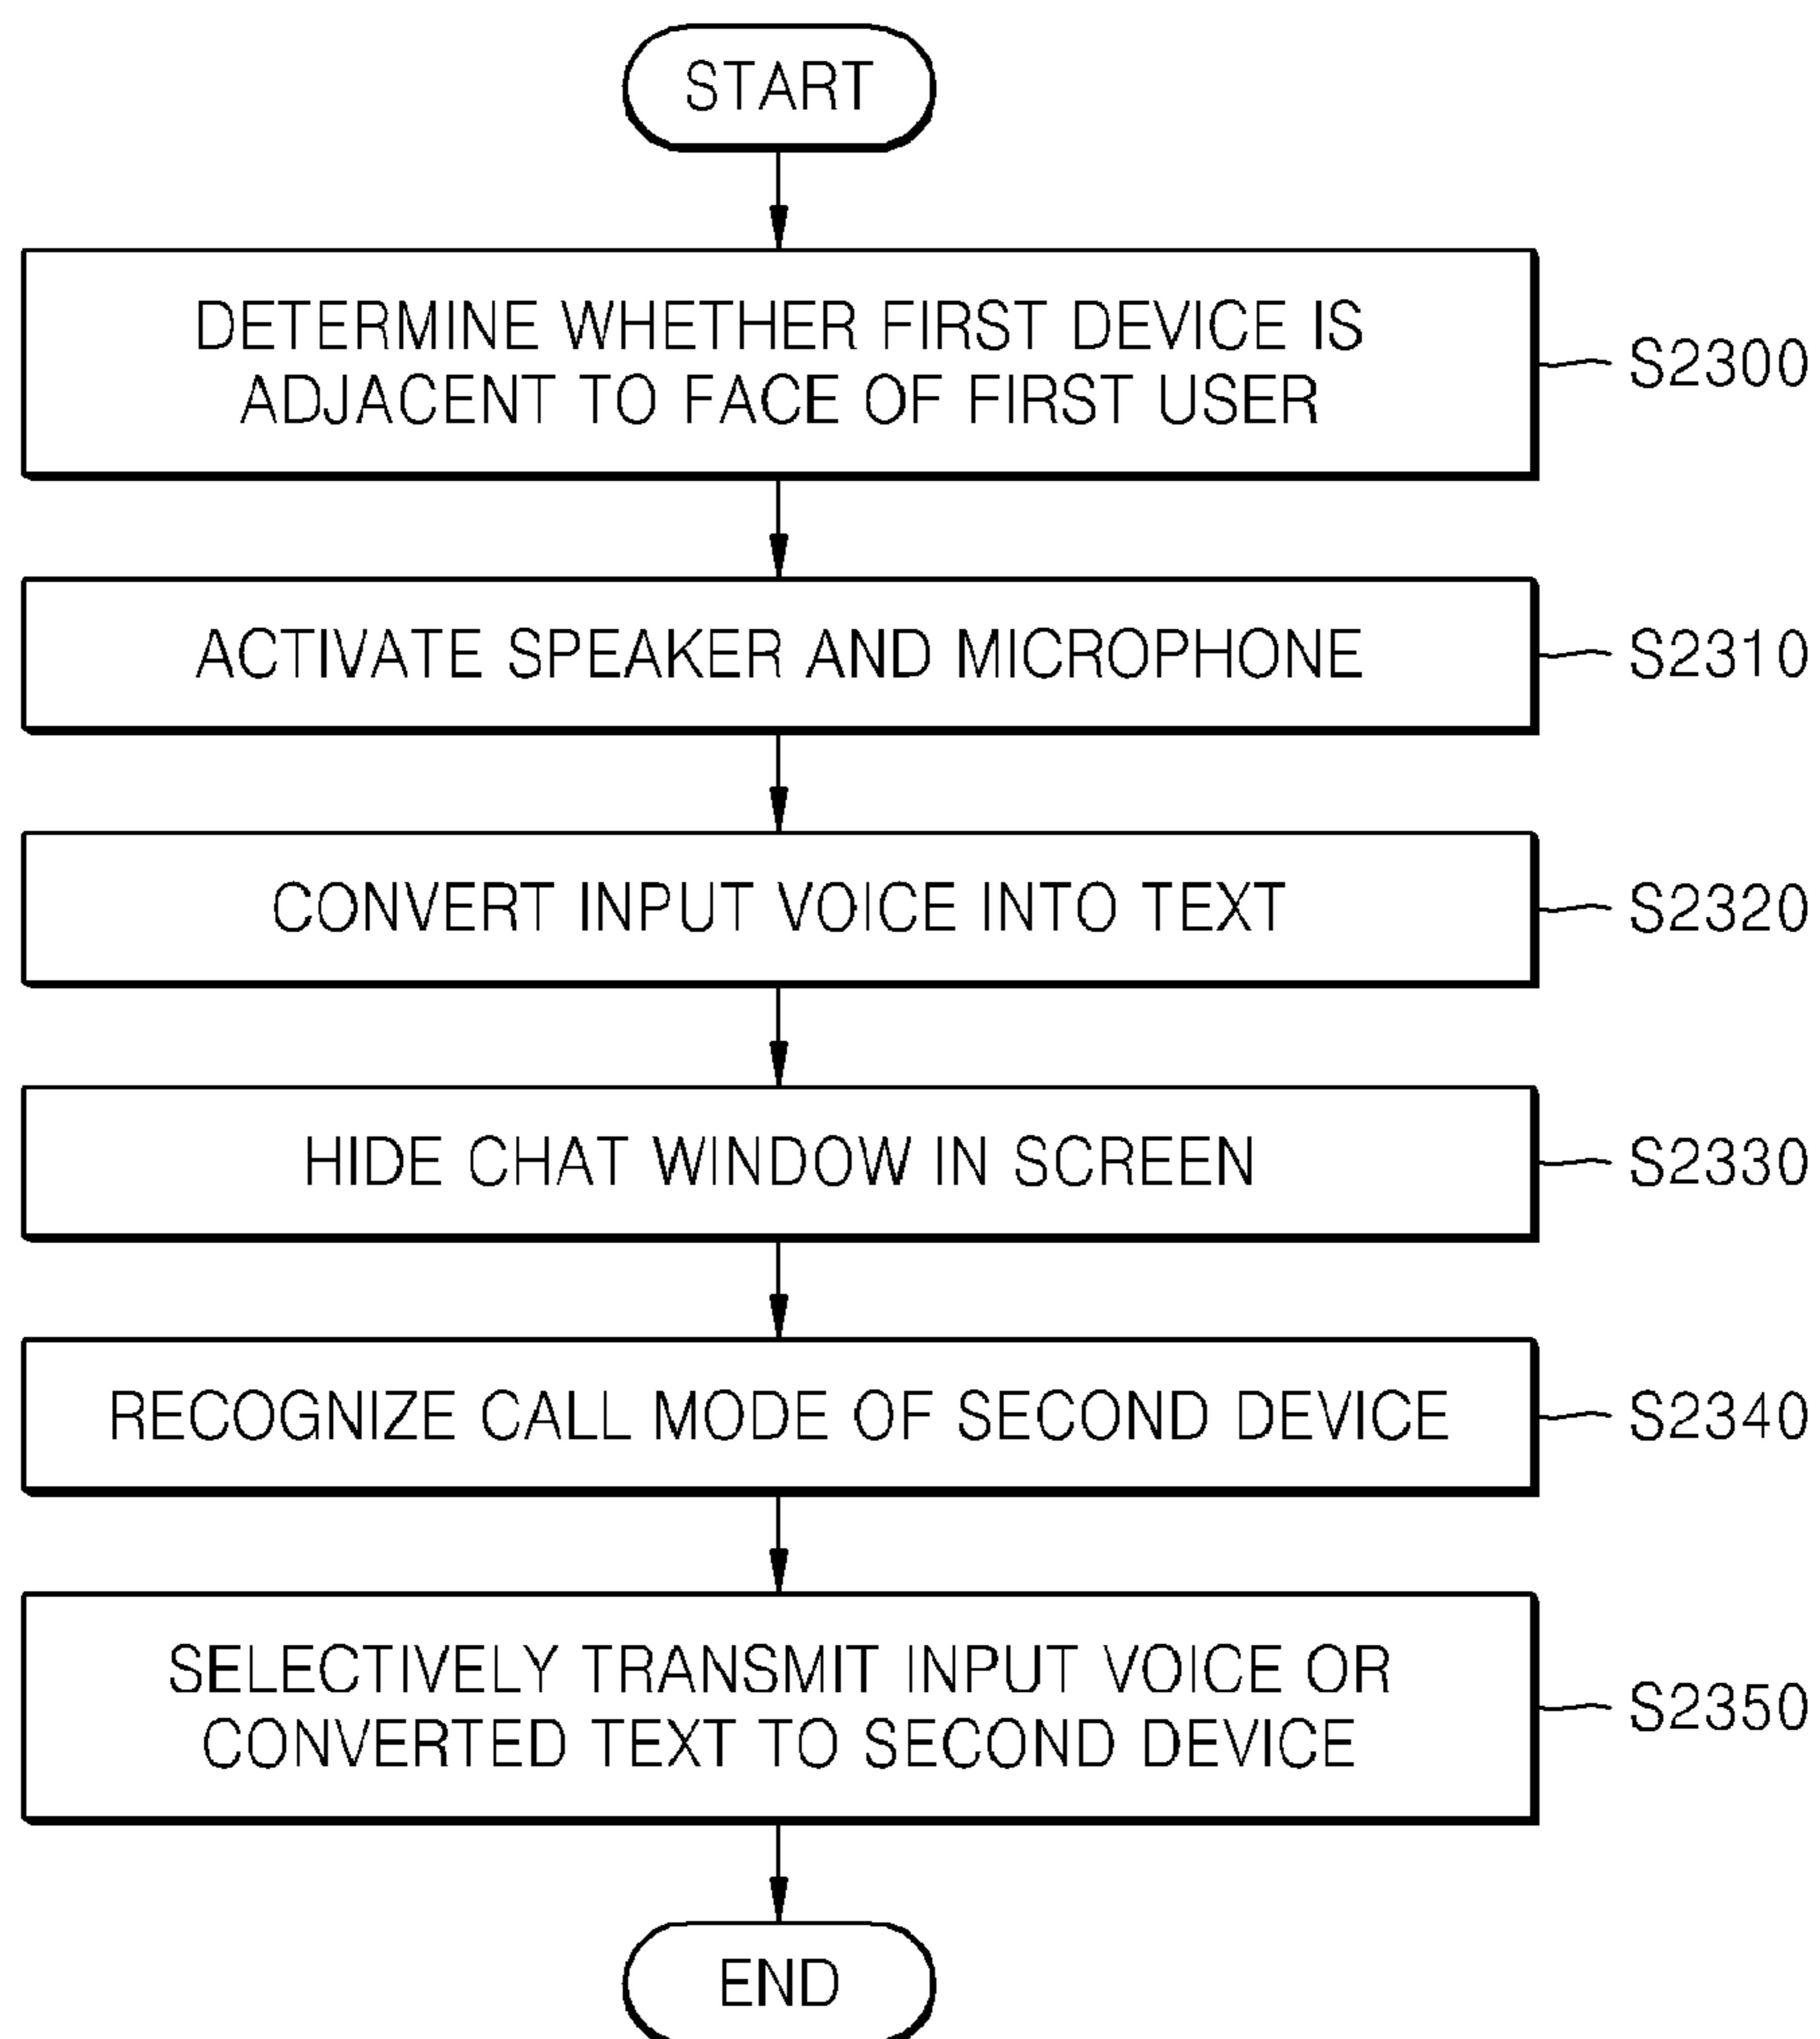 START
DETERMINE WHETHER FIRST DEVICE IS
ADJACENT TO FACE OF FIRST USER
S2300
ACTIVATE SPEAKER AND MICROPHONE
S2310
CONVERT INPUT VOICE INTO TEXT
S2320
HIDE CHAT WINDOW IN SCREEN
S2330
RECOGNIZE CALL MODE OF SECOND DEVICE
S2340
SELECTIVELY TRANSMIT INPUT VOICE OR
CONVERTED TEXT TO SECOND DEVICE
S2350
END